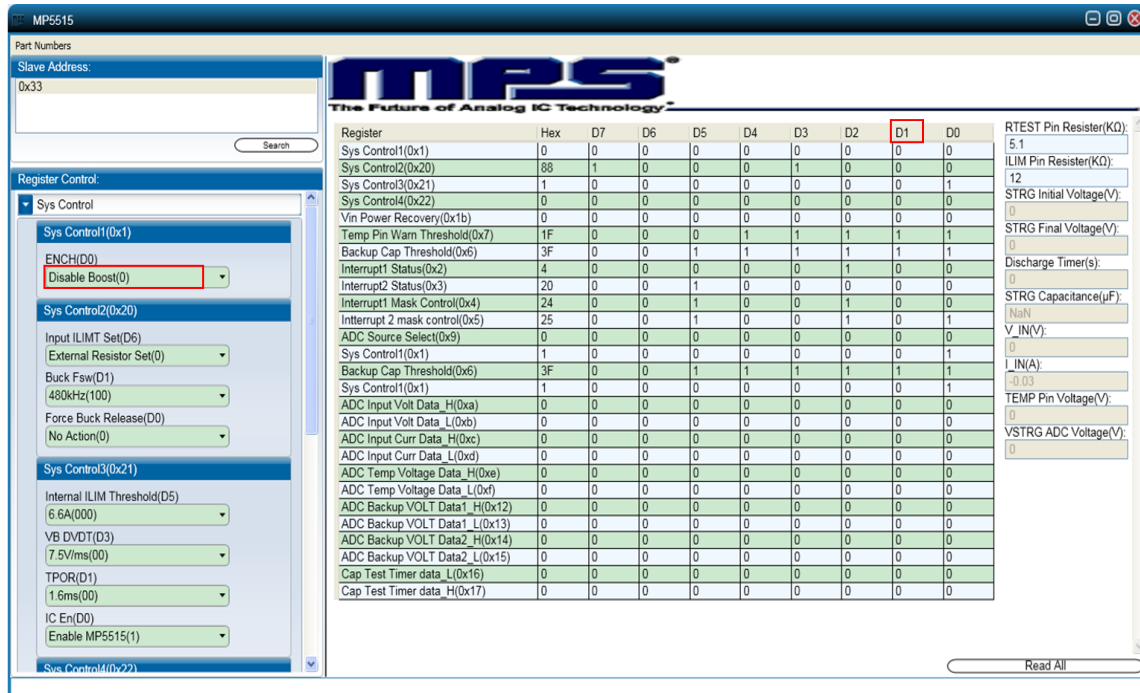 MP5515
Part Numbers
Slave Address:
0x33
Search
Register Control:
Sys Control
Sys Control1(0x1)
ENCH(D0)
Disable Boost(0)
Sys Control2(0x20)
Input ILIMT Set(D6)
External Resistor Set(0)
Buck Fsw(D1)
480kHz(100)
Force Buck Release(D0)
No Action(0)
Sys Control3(0x21)
Internal ILIM Threshold(D5)
6.6A(000)
VB DVDT(D3)
7.5V/ms(00)
TPOR(D1)
1.6ms(00)
IC En(D0)
Enable MP5515(1)
Sys Control4(0x22)
mps
The Future of Analog IC Technology
Register Hex D7 D6 D5 D4 D3 D2 D1 D0
Sys Control1(0x1) 0 0 0 0 0 0 0 0 0
Sys Control2(0x20) 88 1 0 0 0 1 0 0 0
Sys Control3(0x21) 1 0 0 0 0 0 0 0 1
Sys Control4(0x22) 0 0 0 0 0 0 0 0 0
Vin Power Recovery(0x1b) 0 0 0 0 0 0 0 0 0
Temp Pin Warn Threshold(0x7) 1F 0 0 0 1 1 1 1 1
Backup Cap Threshold(0x6) 3F 0 0 1 1 1 1 1 1
Interrupt1 Status(0x2) 4 0 0 0 0 0 1 0 0
Interrupt2 Status(0x3) 20 0 0 1 0 0 0 0 0
Interrupt1 Mask Control(0x4) 24 0 0 1 0 0 1 0 0
Intterrupt 2 mask control(0x5) 25 0 0 1 0 0 1 0 1
ADC Source Select(0x9) 0 0 0 0 0 0 0 0 0
Sys Control1(0x1) 1 0 0 0 0 0 0 0 1
Backup Cap Threshold(0x6) 3F 0 0 1 1 1 1 1 1
Sys Control1(0x1) 1 0 0 0 0 0 0 0 1
ADC Input Volt Data_H(0xa) 0 0 0 0 0 0 0 0 0
ADC Input Volt Data_L(0xb) 0 0 0 0 0 0 0 0 0
ADC Input Curr Data_H(0xc) 0 0 0 0 0 0 0 0 0
ADC Input Curr Data_L(0xd) 0 0 0 0 0 0 0 0 0
ADC Temp Voltage Data_H(0xe) 0 0 0 0 0 0 0 0 0
ADC Temp Voltage Data_L(0xf) 0 0 0 0 0 0 0 0 0
ADC Backup VOLT Data1_H(0x12) 0 0 0 0 0 0 0 0 0
ADC Backup VOLT Data1_L(0x13) 0 0 0 0 0 0 0 0 0
ADC Backup VOLT Data2_H(0x14) 0 0 0 0 0 0 0 0 0
ADC Backup VOLT Data2_L(0x15) 0 0 0 0 0 0 0 0 0
Cap Test Timer data_L(0x16) 0 0 0 0 0 0 0 0 0
Cap Test Timer data_H(0x17) 0 0 0 0 0 0 0 0 0
RTEST Pin Resister(KΩ):
5.1
ILIM Pin Resister(KΩ):
12
STRG Initial Voltage(V):
0
STRG Final Voltage(V):
0
Discharge Timer(s):
0
STRG Capacitance(µF):
NaN
V_IN(V):
0
I_IN(A):
-0.03
TEMP Pin Voltage(V):
0
VSTRG ADC Voltage(V):
0
Read All